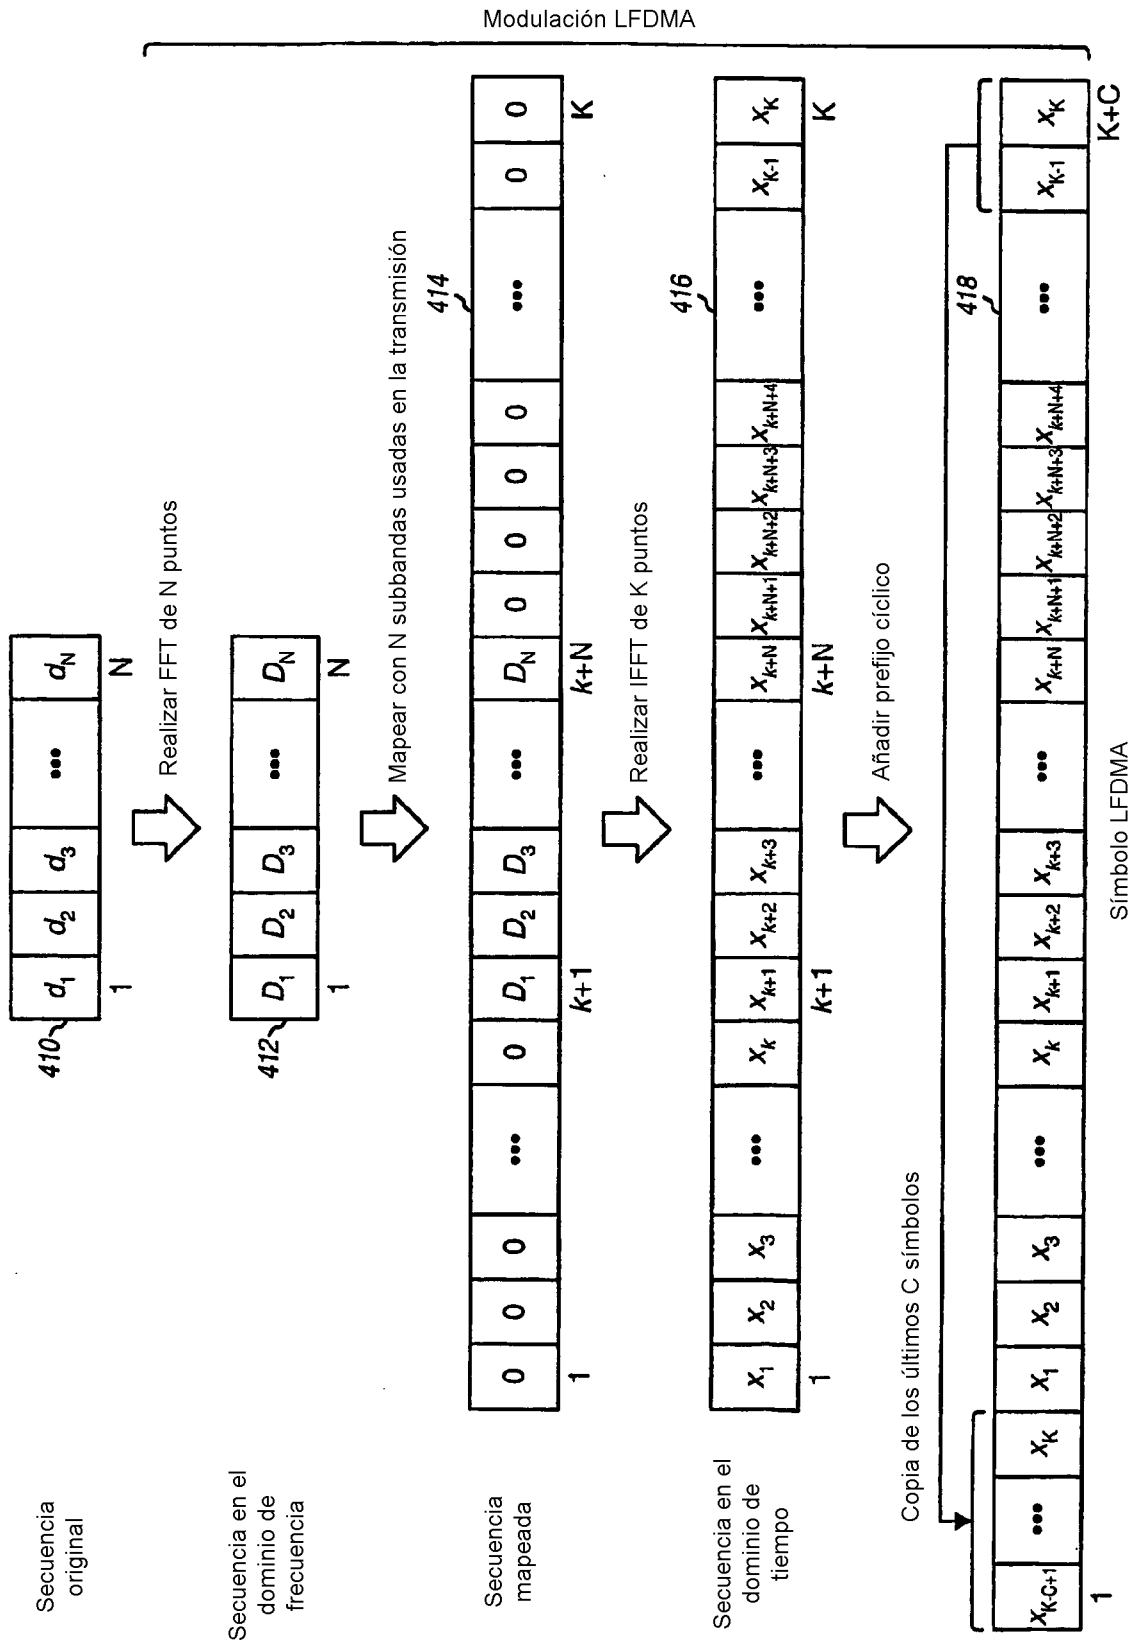 Secuencia
original
410
d1 d2 d3 ••• dN
1 N
Realizar FFT de N puntos
Secuencia en el
dominio de
frecuencia
412
D1 D2 D3 ••• DN
1 N
Mapear con N subbandas usadas en la transmisión
Secuencia
mapeada
414
0 0 0 ••• 0 D1 D2 D3 ••• DN 0 0 0 0 ••• 0 0
1 k+1 k+N K
Realizar IFFT de K puntos
Secuencia en el
dominio de
tiempo
416
x1 x2 x3 ••• xk xk+1 xk+2 xk+3 ••• xk+N xk+N+1 xk+N+2 xk+N+3 xk+N+4 ••• xK-1 xK
1 k+1 k+N K
Añadir prefijo cíclico
Copia de los últimos C símbolos
418
xK-C+1 ••• xK x1 x2 x3 ••• xk xk+1 xk+2 xk+3 ••• xk+N xk+N+1 xk+N+2 xk+N+3 xk+N+4 ••• xK-1 xK
1 K+C
Símbolo LFDMA
Modulación LFDMA